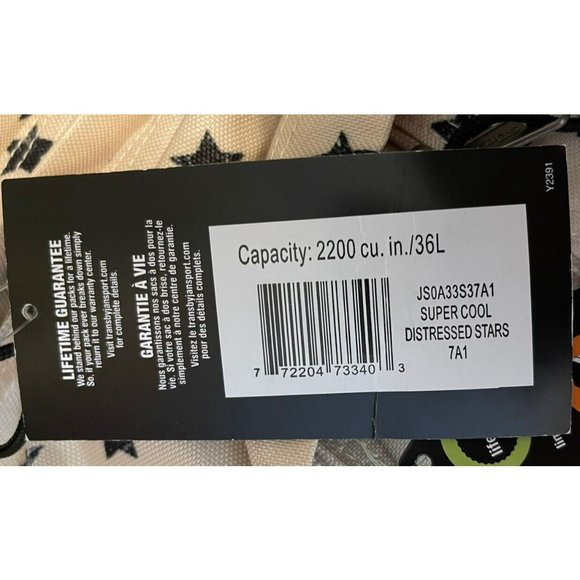 LIFETIME GUARANTEE
We stand behind our packs for a lifetime.
So, if your pack ever breaks down simply
return it to our warranty center.
Visit transbyjansport.com
for complete details.
GARANTIE À VIE
Nous garantissons nos sacs à dos pour la
vie. Si votre sac à dos brise, retournez-le
simplement à notre centre de garantie.
Visitez le transbyjansport.com
pour des détails complets.
Capacity: 2200 cu. in./36L
7 72204 73340 3
JS0A33S37A1
SUPER COOL
DISTRESSED STARS
7A1
Y2391